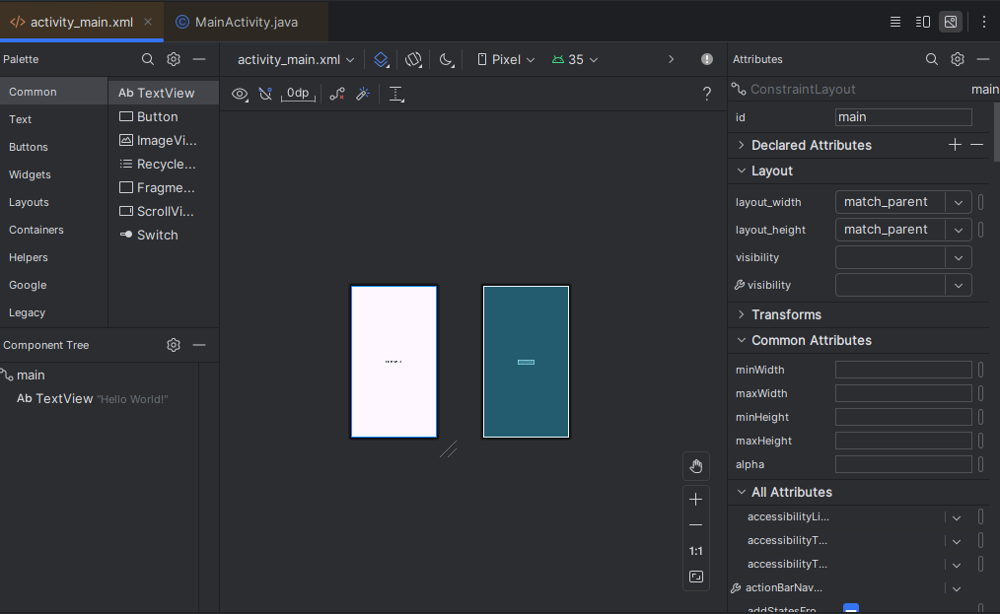 activity_main.xml
MainActivity.java
Palette
Common
Text
Buttons
Widgets
Layouts
Containers
Helpers
Google
Legacy
Ab TextView
Button
ImageVi...
Recycle...
Fragme...
ScrollVi...
Switch
Component Tree
main
Ab TextView "Hello World!"
activity_main.xml
Pixel
35
0dp
?
1:1
Attributes
ConstraintLayout main
id main
Declared Attributes
Layout
layout_width match_parent
layout_height match_parent
visibility
visibility
Transforms
Common Attributes
minWidth
maxWidth
minHeight
maxHeight
alpha
All Attributes
accessibilityLi...
accessibilityT...
accessibilityT...
actionBarNav...
addStatesFro...